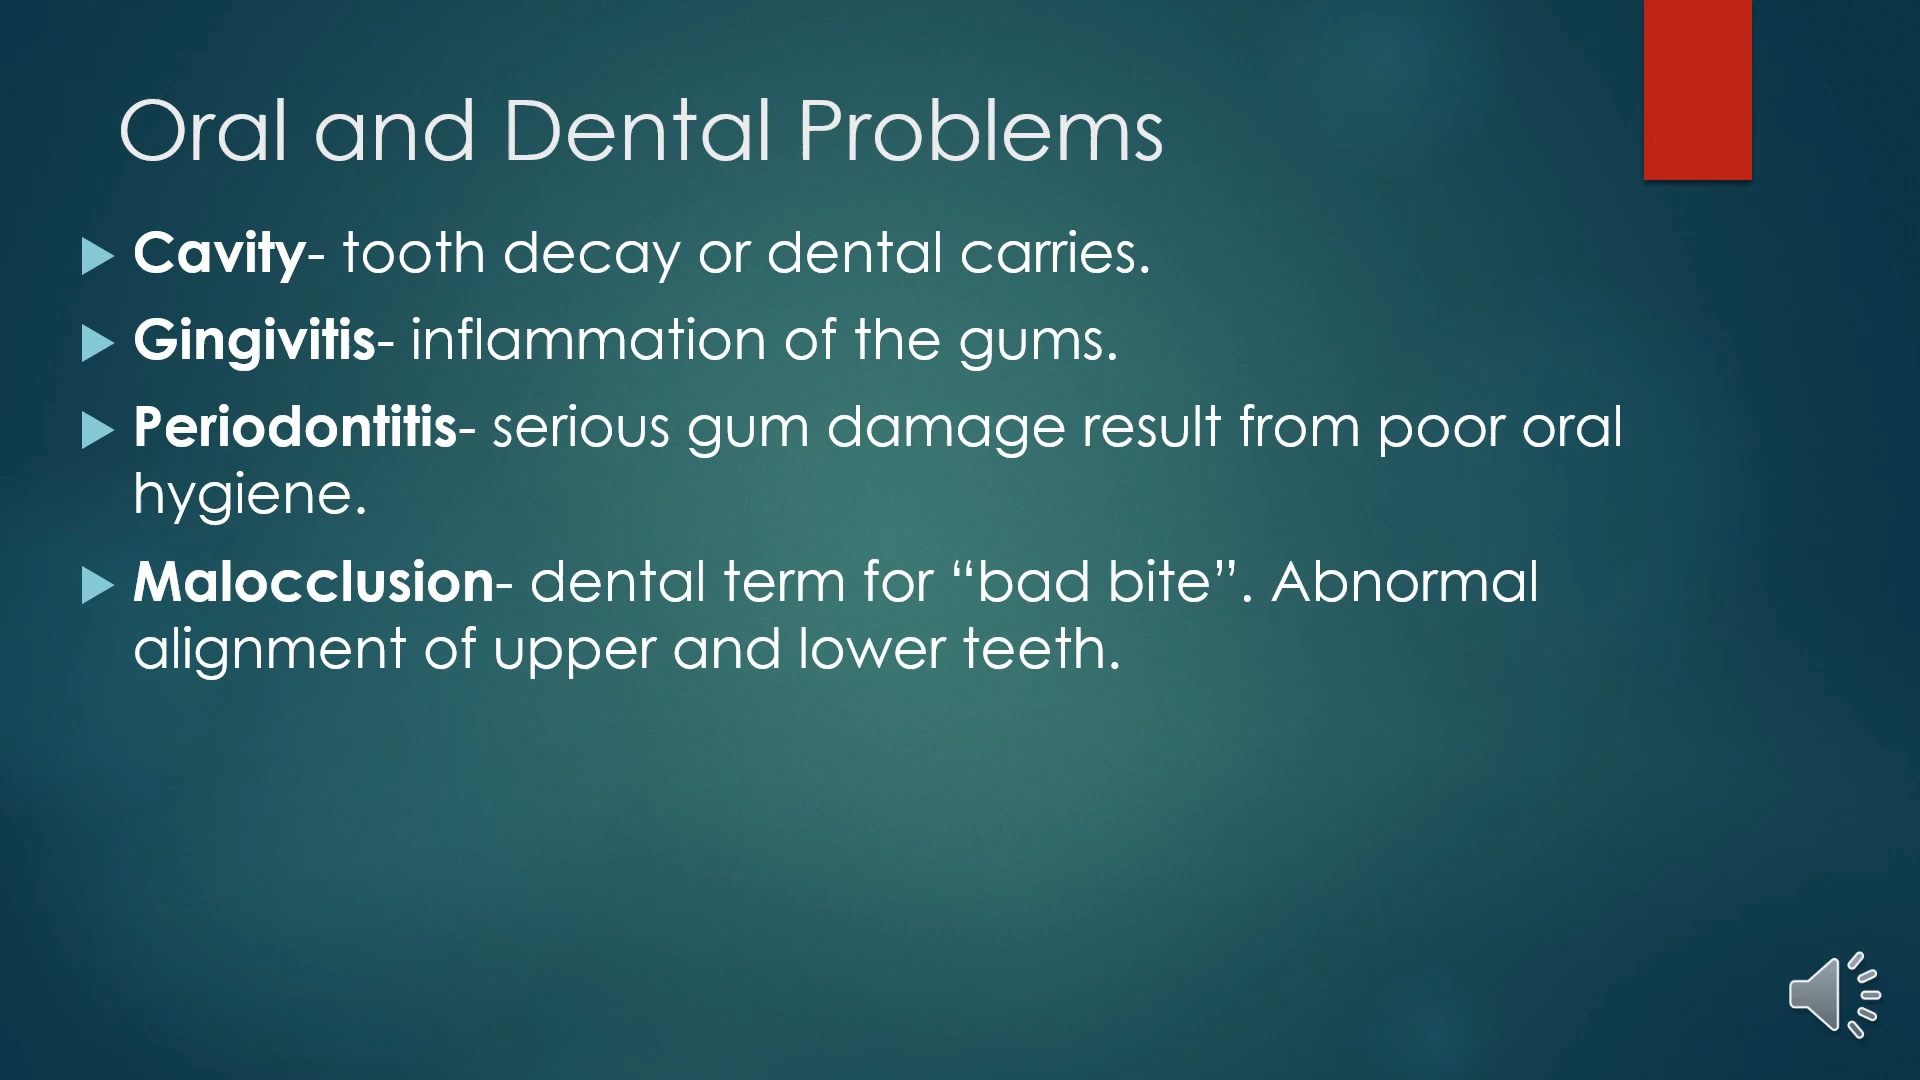 Oral and Dental Problems
Cavity- tooth decay or dental carries.
Gingivitis- inflammation of the gums.
Periodontitis- serious gum damage result from poor oral
hygiene.
Malocclusion- dental term for “bad bite”. Abnormal
alignment of upper and lower teeth.